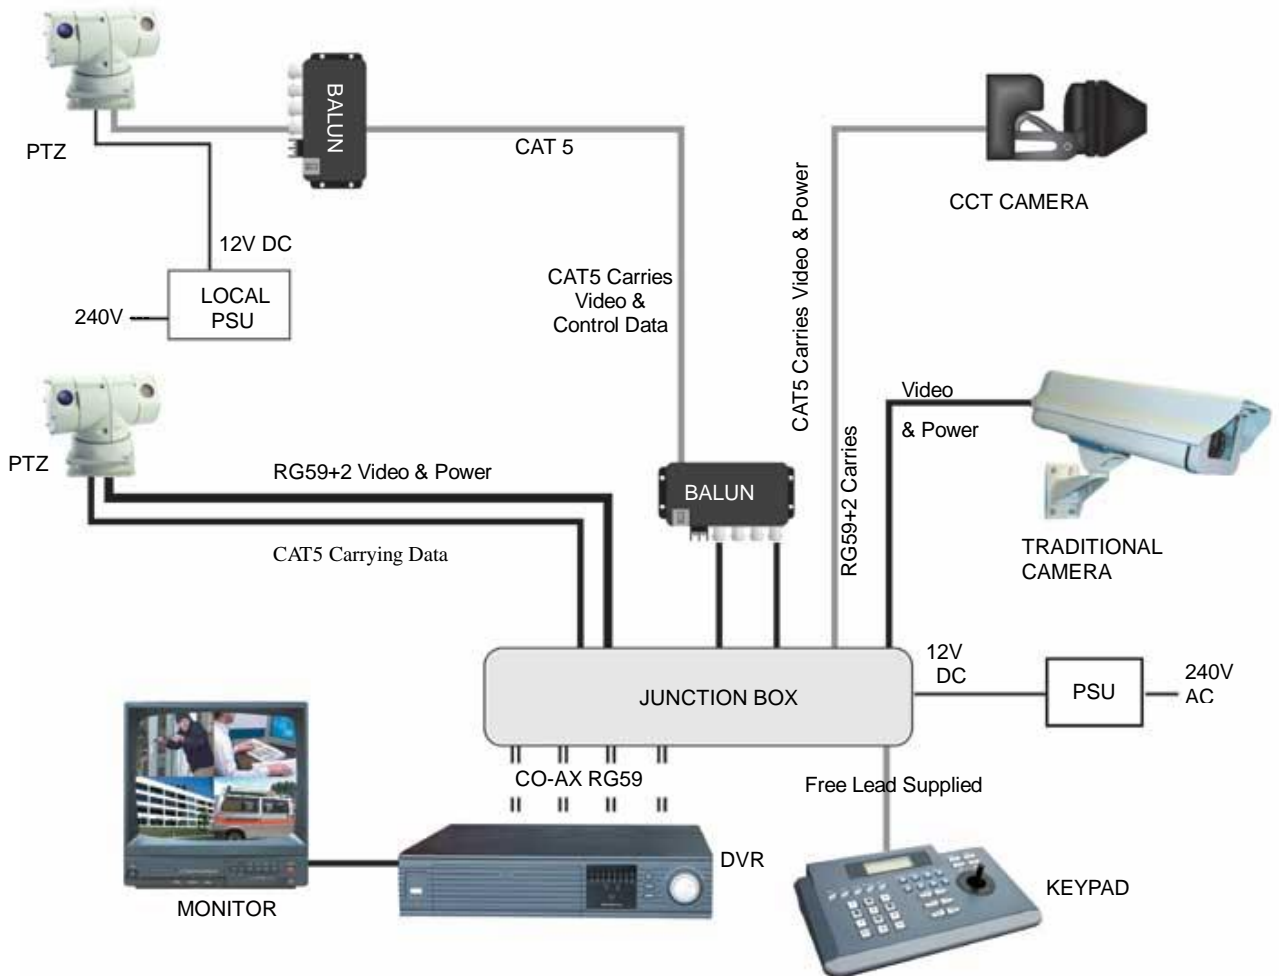 BALUN
PTZ
CAT 5
CCT CAMERA
12V DC
LOCAL
PSU
240V
CAT5 Carries
Video &
Control Data
CAT5 Carries Video & Power
RG59+2 Carries
Video
& Power
PTZ
RG59+2 Video & Power
CAT5 Carrying Data
BALUN
TRADITIONAL
CAMERA
JUNCTION BOX
12V
DC
PSU
240V
AC
CO-AX RG59
Free Lead Supplied
DVR
KEYPAD
MONITOR